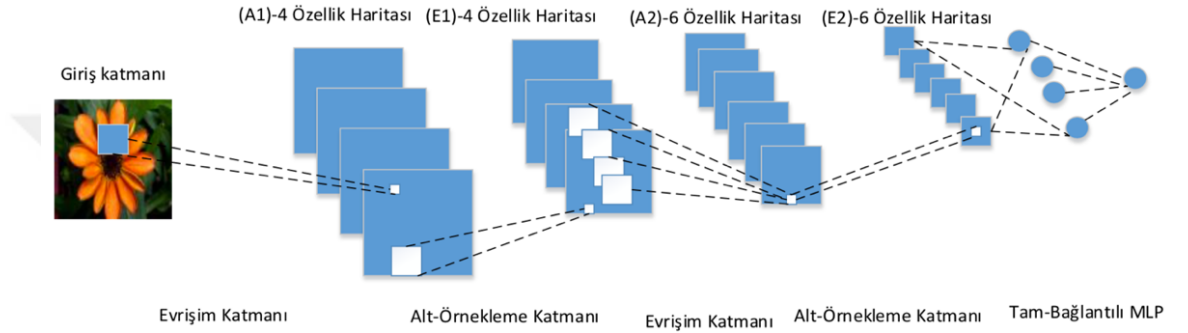 (A1)-4 Özellik Haritası
(E1)-4 Özellik Haritası
(A2)-6 Özellik Haritası
(E2)-6 Özellik Haritası
Giriş katmanı
Evrişim Katmanı
Alt-Örnekleme Katmanı
Evrişim Katmanı
Alt-Örnekleme Katmanı
Tam-Bağlantılı MLP